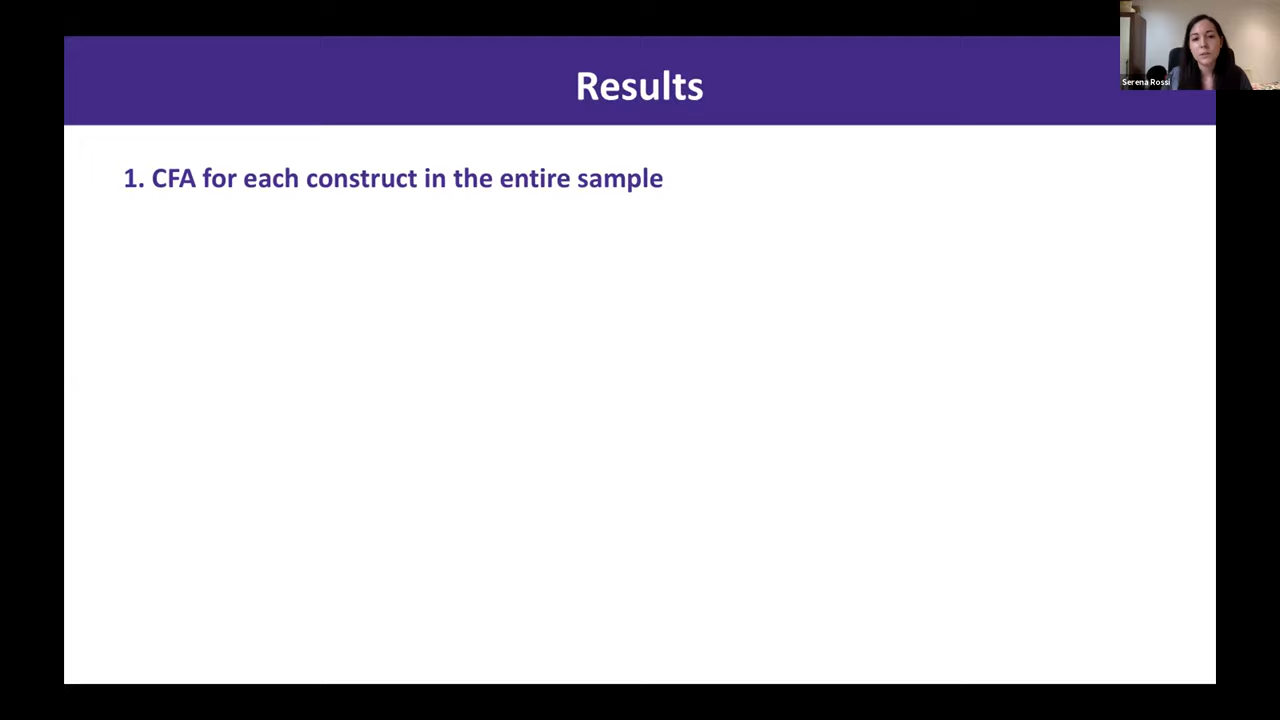 Results
Serena Rossi
1. CFA for each construct in the entire sample